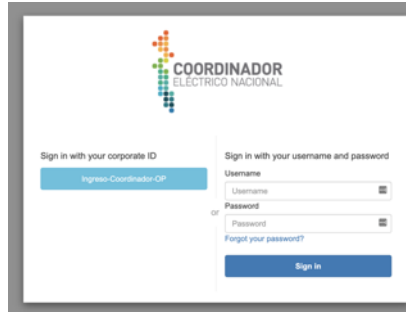 COORDINADOR
ELÉCTRICO NACIONAL
Sign in with your corporate ID
Ingreso-Coordinador-OP
or
Sign in with your username and password
Username
Username
Password
Password
Forgot your password?
Sign in